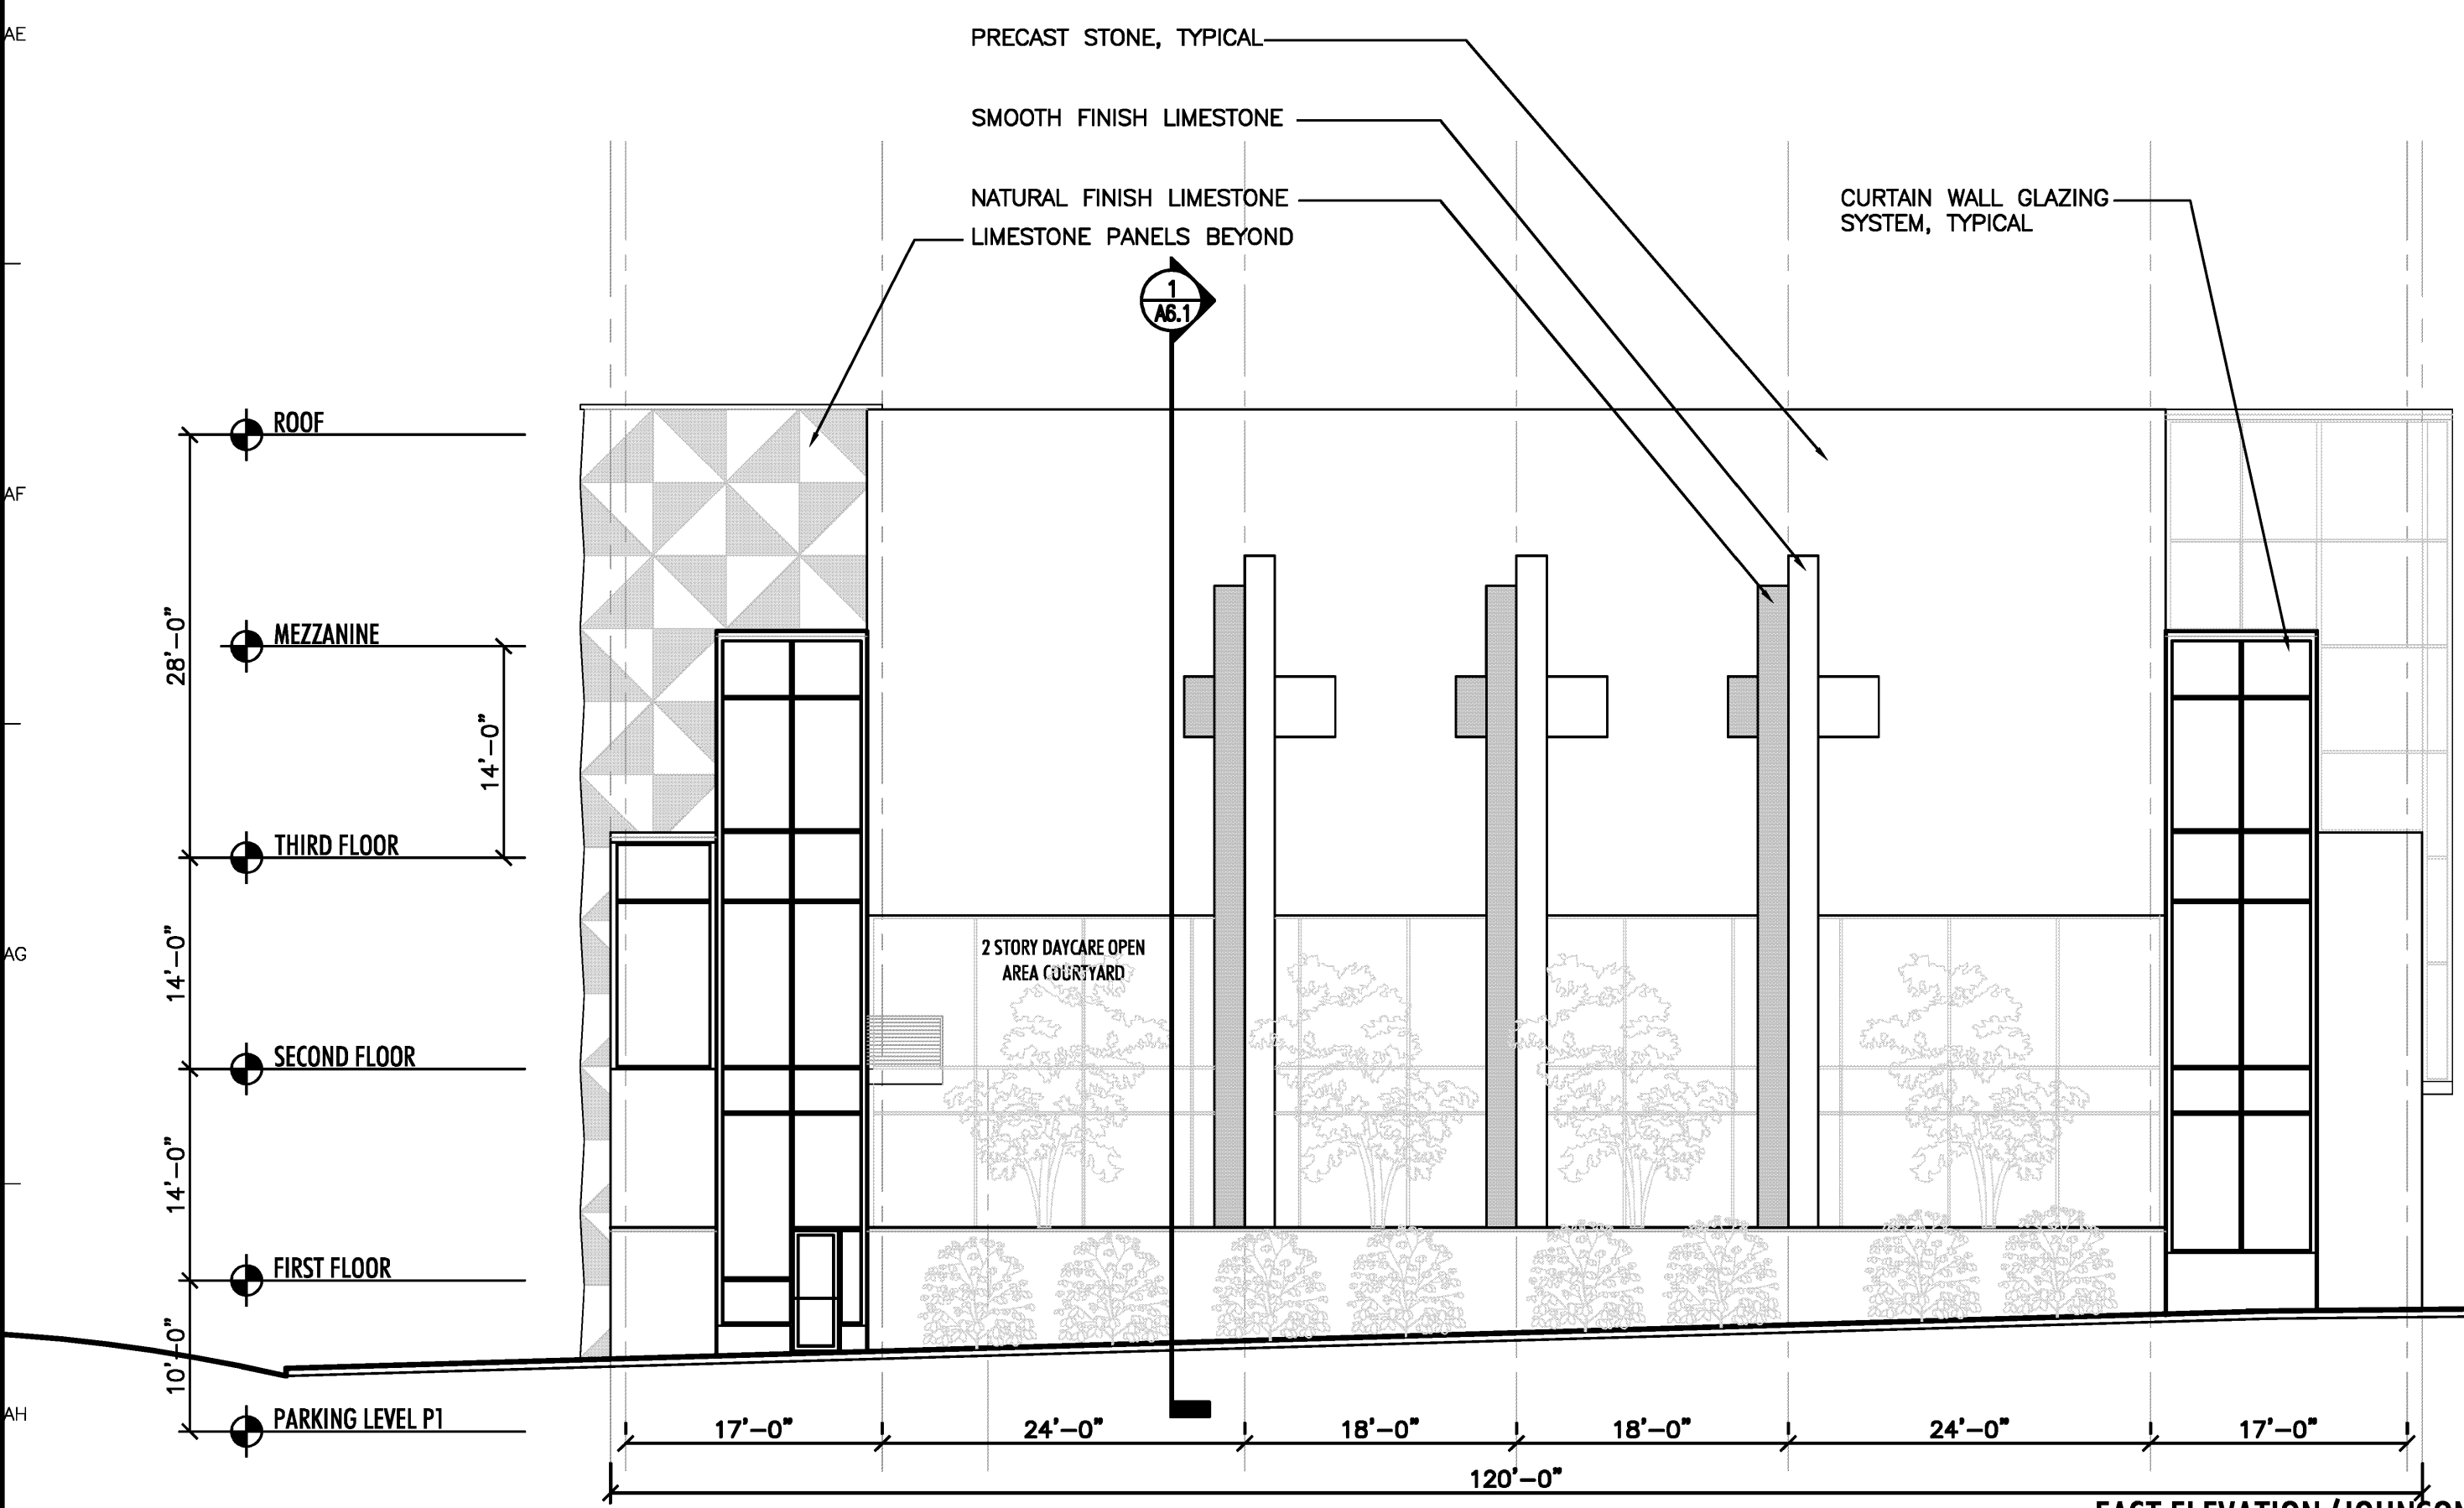 AE
PRECAST STONE, TYPICAL
SMOOTH FINISH LIMESTONE
NATURAL FINISH LIMESTONE
LIMESTONE PANELS BEYOND
CURTAIN WALL GLAZING
SYSTEM, TYPICAL
1
A6.1
ROOF
AF
MEZZANINE
28'-0"
14'-0"
THIRD FLOOR
2 STORY DAYCARE OPEN
AREA COURTYARD
AG
14'-0"
SECOND FLOOR
14'-0"
FIRST FLOOR
10'-0"
AH
PARKING LEVEL P1
17'-0"
24'-0"
18'-0"
18'-0"
24'-0"
17'-0"
120'-0"
EAST ELEVATION (JOHNSON